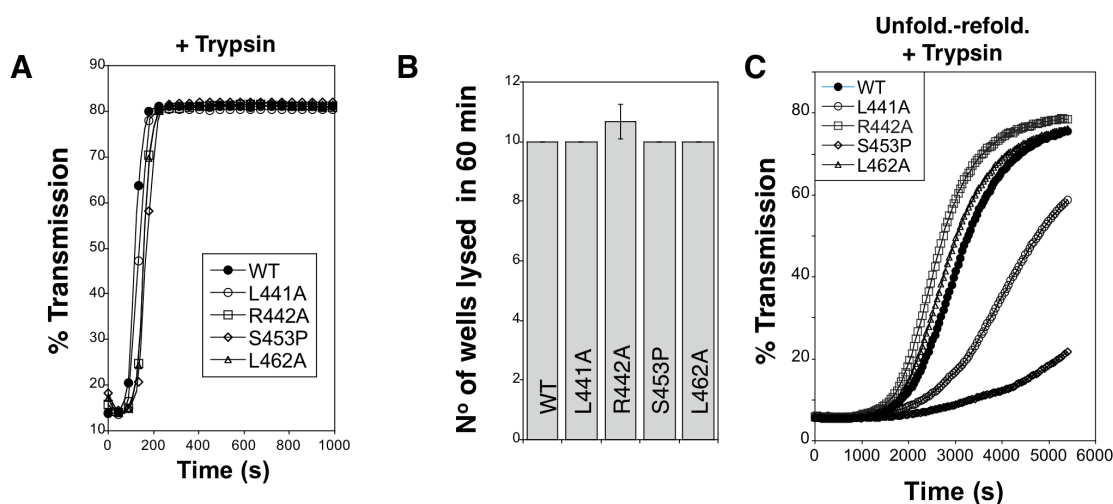 A
+ Trypsin
% Transmission
90
80
70
60
50
40
30
20
10
0 200 400 600 800 1000
Time (s)
WT
L441A
R442A
S453P
L462A
B
Nº of wells lysed in 60 min
12
10
8
6
4
2
0
WT
L441A
R442A
S453P
L462A
C
Unfold.-refold.
+ Trypsin
% Transmission
80
60
40
20
0
0 1000 2000 3000 4000 5000 6000
Time (s)
WT
L441A
R442A
S453P
L462A